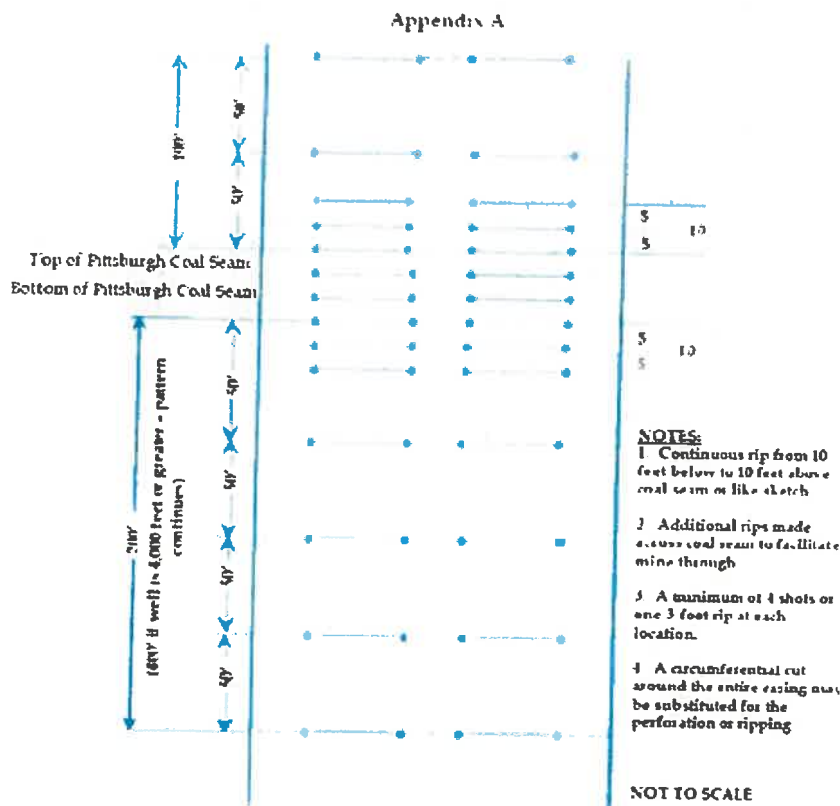 Appendix A
100'
50'
50'
Top of Pittsburgh Coal Seam
Bottom of Pittsburgh Coal Seam
5
10
5
5
10
5
200'
(400' if well is 4,000 feet or greater - pattern
continues)
50'
50'
50'
50'
NOTES:
1 Continuous rip from 10
feet below to 10 feet above
coal seam or like sketch
2 Additional rips made
across coal seam to facilitate
mine through
3 A minimum of 4 shots or
one 3 foot rip at each
location.
4 A circumferential cut
around the entire casing may
be substituted for the
perforation or ripping
NOT TO SCALE